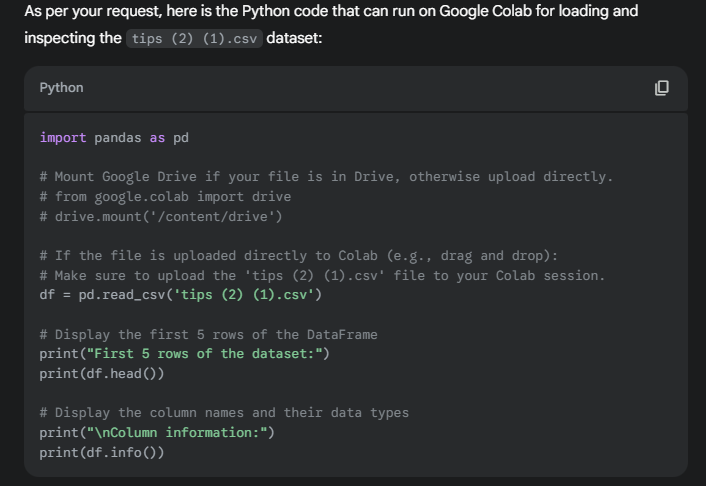 As per your request, here is the Python code that can run on Google Colab for loading and
inspecting the tips (2) (1).csv dataset:
Python
import pandas as pd
# Mount Google Drive if your file is in Drive, otherwise upload directly.
# from google.colab import drive
# drive.mount('/content/drive')
# If the file is uploaded directly to Colab (e.g., drag and drop):
# Make sure to upload the 'tips (2) (1).csv' file to your Colab session.
df = pd.read_csv('tips (2) (1).csv')
# Display the first 5 rows of the DataFrame
print("First 5 rows of the dataset:")
print(df.head())
# Display the column names and their data types
print("\nColumn information:")
print(df.info())